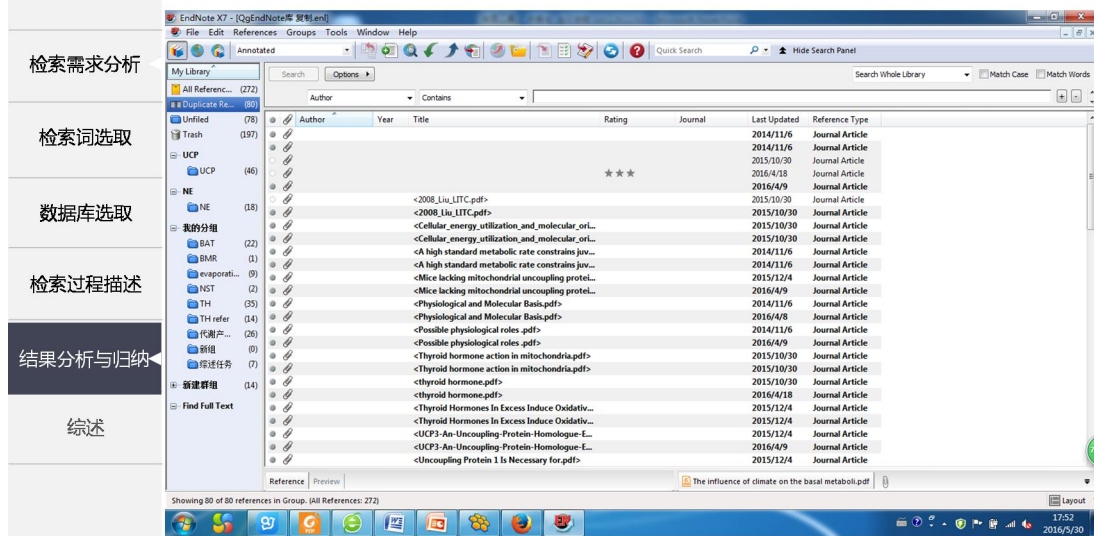 检索需求分析
检索词选取
数据库选取
检索过程描述
结果分析与归纳
综述
EndNote X7 - [QgEndNote库 复制.enl]
File Edit References Groups Tools Window Help
Annotated
Quick Search
Hide Search Panel
My Library
All Referenc... (272)
Duplicate Re... (80)
Unfiled (78)
Trash (197)
UCP
UCP (46)
NE
NE (18)
我的分组
BAT (22)
BMR (1)
evaporati... (9)
NST (2)
TH (35)
TH refer (14)
代谢产... (26)
新组 (0)
综述任务 (7)
新建群组 (14)
Find Full Text
Search Options Search Whole Library Match Case Match Words
Author Contains + -
Author Year Title Rating Journal Last Updated Reference Type
2014/11/6 Journal Article
2014/11/6 Journal Article
2015/10/30 Journal Article
★★★ 2016/4/18 Journal Article
2016/4/9 Journal Article
<2008_Liu_LITC.pdf> 2015/10/30 Journal Article
<2008_Liu_LITC.pdf> 2015/10/30 Journal Article
<Cellular_energy_utilization_and_molecular_ori... 2015/10/30 Journal Article
<Cellular_energy_utilization_and_molecular_ori... 2015/10/30 Journal Article
<A high standard metabolic rate constrains juv... 2014/11/6 Journal Article
<A high standard metabolic rate constrains juv... 2014/11/6 Journal Article
<Mice lacking mitochondrial uncoupling protei... 2015/12/4 Journal Article
<Mice lacking mitochondrial uncoupling protei... 2016/4/9 Journal Article
<Physiological and Molecular Basis.pdf> 2014/11/6 Journal Article
<Physiological and Molecular Basis.pdf> 2016/4/8 Journal Article
<Possible physiological roles .pdf> 2014/11/6 Journal Article
<Possible physiological roles .pdf> 2016/4/9 Journal Article
<Thyroid hormone action in mitochondria.pdf> 2015/10/30 Journal Article
<Thyroid hormone action in mitochondria.pdf> 2015/10/30 Journal Article
<thyroid hormone.pdf> 2015/10/30 Journal Article
<thyroid hormone.pdf> 2016/4/18 Journal Article
<Thyroid Hormones In Excess Induce Oxidativ... 2015/12/4 Journal Article
<Thyroid Hormones In Excess Induce Oxidativ... 2015/12/4 Journal Article
<UCP3-An-Uncoupling-Protein-Homologue-E... 2015/12/4 Journal Article
<UCP3-An-Uncoupling-Protein-Homologue-E... 2016/4/9 Journal Article
<Uncoupling Protein 1 Is Necessary for.pdf> 2015/12/4 Journal Article
Reference Preview The influence of climate on the basal metaboli.pdf
Showing 80 of 80 references in Group. (All References: 272) Layout
17:52
2016/5/30